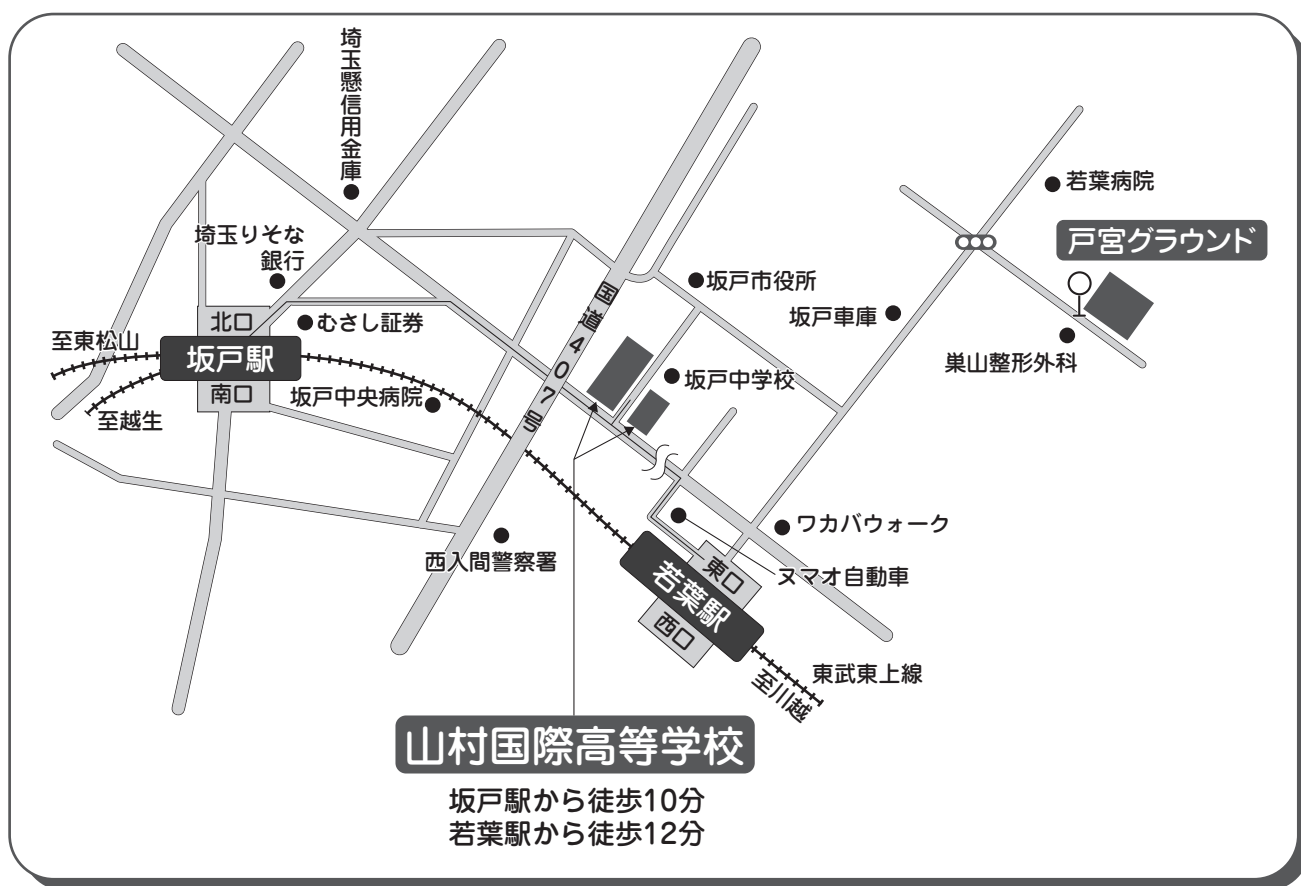 埼玉縣信用金庫
若葉病院
戸宮グラウンド
埼玉りそな
銀行
坂戸市役所
国道407号
坂戸車庫
北口
むさし証券
至東松山
坂戸駅
巣山整形外科
坂戸中学校
南口
坂戸中央病院
至越生
ワカバウォーク
西入間警察署
東口
ヌマオ自動車
若葉駅
西口
東武東上線
至川越
山村国際高等学校
坂戸駅から徒歩10分
若葉駅から徒歩12分